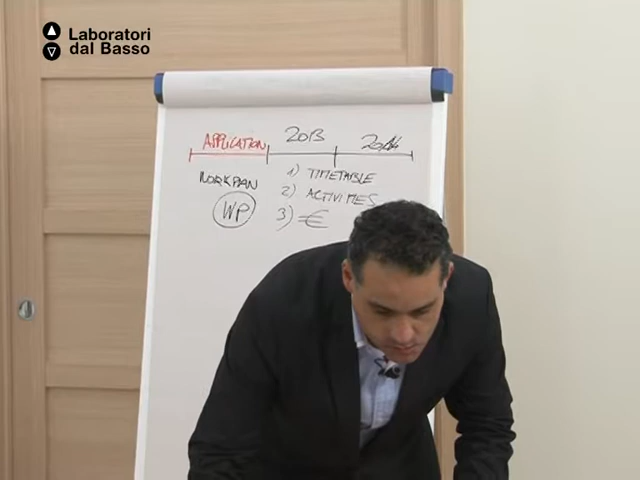 Laboratori
dal Basso
APPLICATION 2013 2014
WORKPLAN 1) TIMETABLE
WP 2) ACTIVITIES
3) €